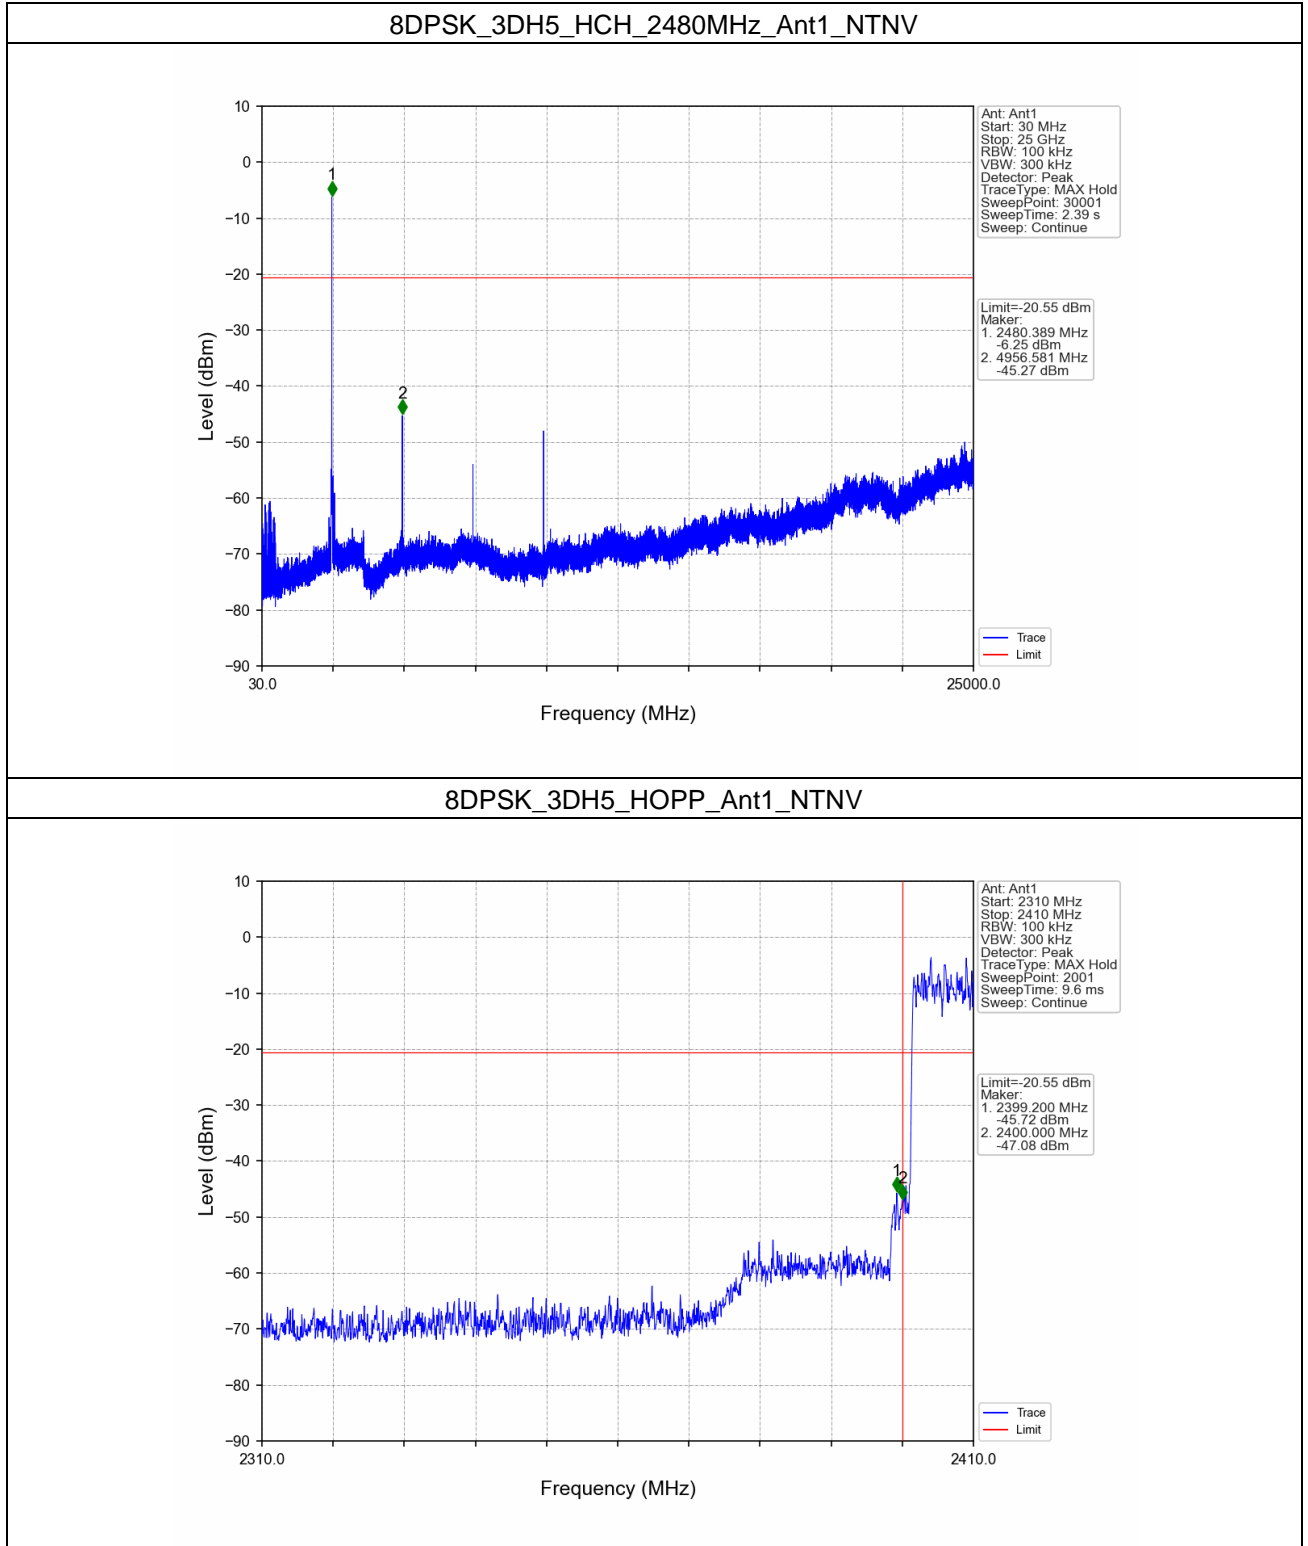 8DPSK_3DH5_HCH_2480MHz_Ant1_NTNV
10
0
−10
−20
−30
−40
−50
−60
−70
−80
−90
Level (dBm)
1
2
30.0
25000.0
Frequency (MHz)
Ant: Ant1
Start: 30 MHz
Stop: 25 GHz
RBW: 100 kHz
VBW: 300 kHz
Detector: Peak
TraceType: MAX Hold
SweepPoint: 30001
SweepTime: 2.39 s
Sweep: Continue
Limit=-20.55 dBm
Maker:
1. 2480.389 MHz
-6.25 dBm
2. 4956.581 MHz
-45.27 dBm
Trace
Limit
8DPSK_3DH5_HOPP_Ant1_NTNV
10
0
−10
−20
−30
−40
−50
−60
−70
−80
−90
Level (dBm)
1
2
2310.0
2410.0
Frequency (MHz)
Ant: Ant1
Start: 2310 MHz
Stop: 2410 MHz
RBW: 100 kHz
VBW: 300 kHz
Detector: Peak
TraceType: MAX Hold
SweepPoint: 2001
SweepTime: 9.6 ms
Sweep: Continue
Limit=-20.55 dBm
Maker:
1. 2399.200 MHz
-45.72 dBm
2. 2400.000 MHz
-47.08 dBm
Trace
Limit